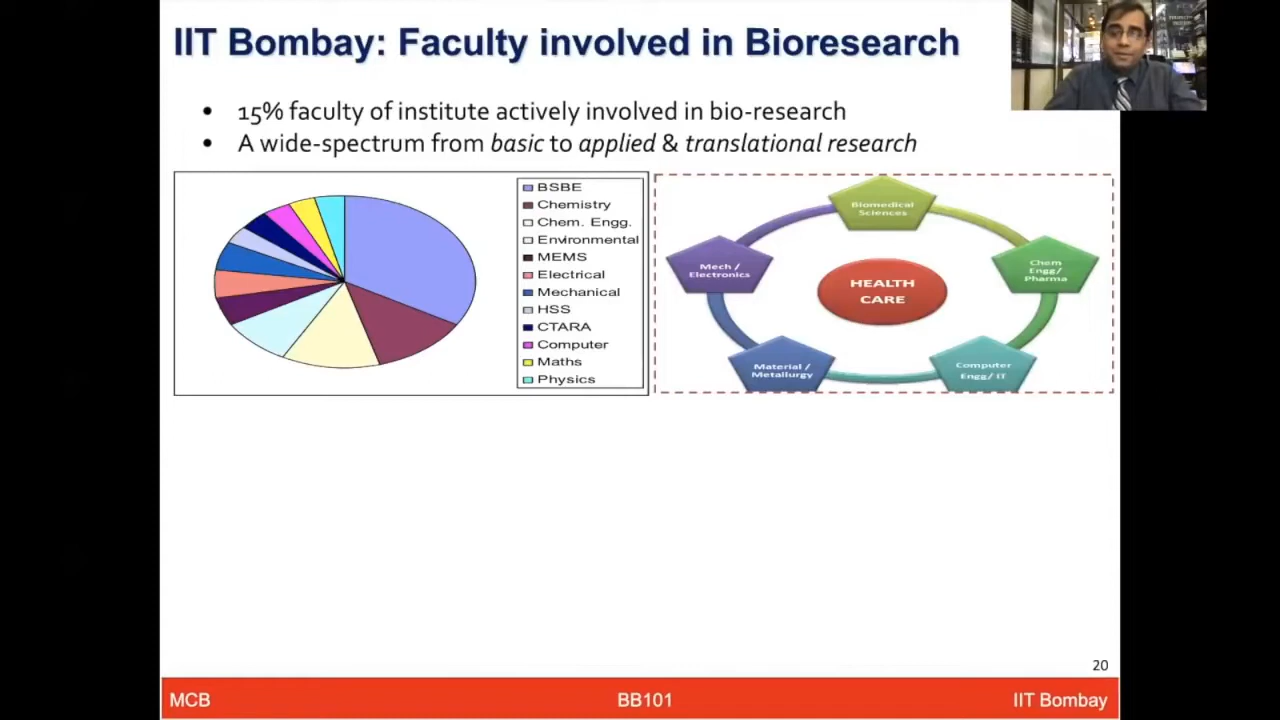 IIT Bombay: Faculty involved in Bioresearch
• 15% faculty of institute actively involved in bio-research
• A wide-spectrum from basic to applied & translational research
BSBE
Chemistry
Chem. Engg.
Environmental
MEMS
Electrical
Mechanical
HSS
CTARA
Computer
Maths
Physics
Biomedical
Sciences
Mech /
Electronics
Chem
Engg/
Pharma
HEALTH
CARE
Material /
Metallurgy
Computer
Engg/ IT
20
MCB
BB101
IIT Bombay